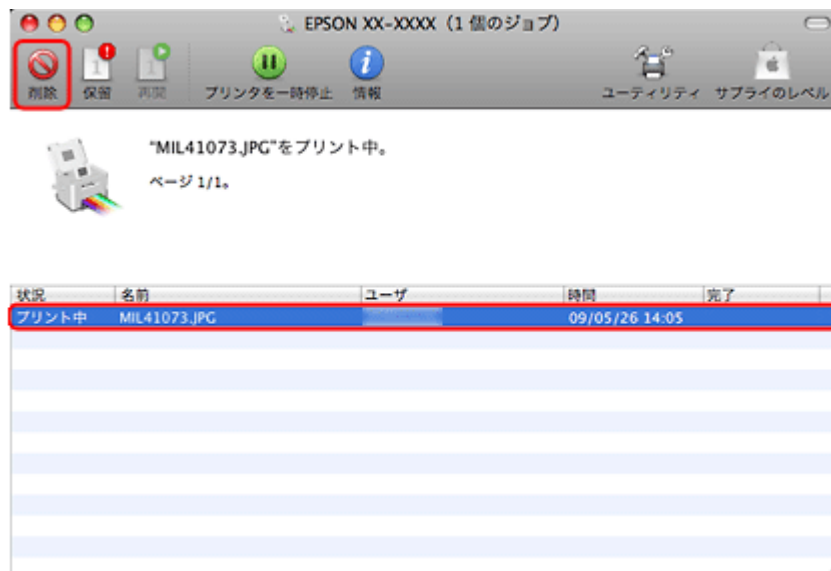 EPSON XX-XXXX（1 個のジョブ）
削除 保留 再開 プリンタを一時停止 情報 ユーティリティ サプライのレベル
"MIL41073.JPG"をプリント中。
ページ 1/1。
状況 名前 ユーザ 時間 完了
プリント中 MIL41073.JPG 09/05/26 14:05